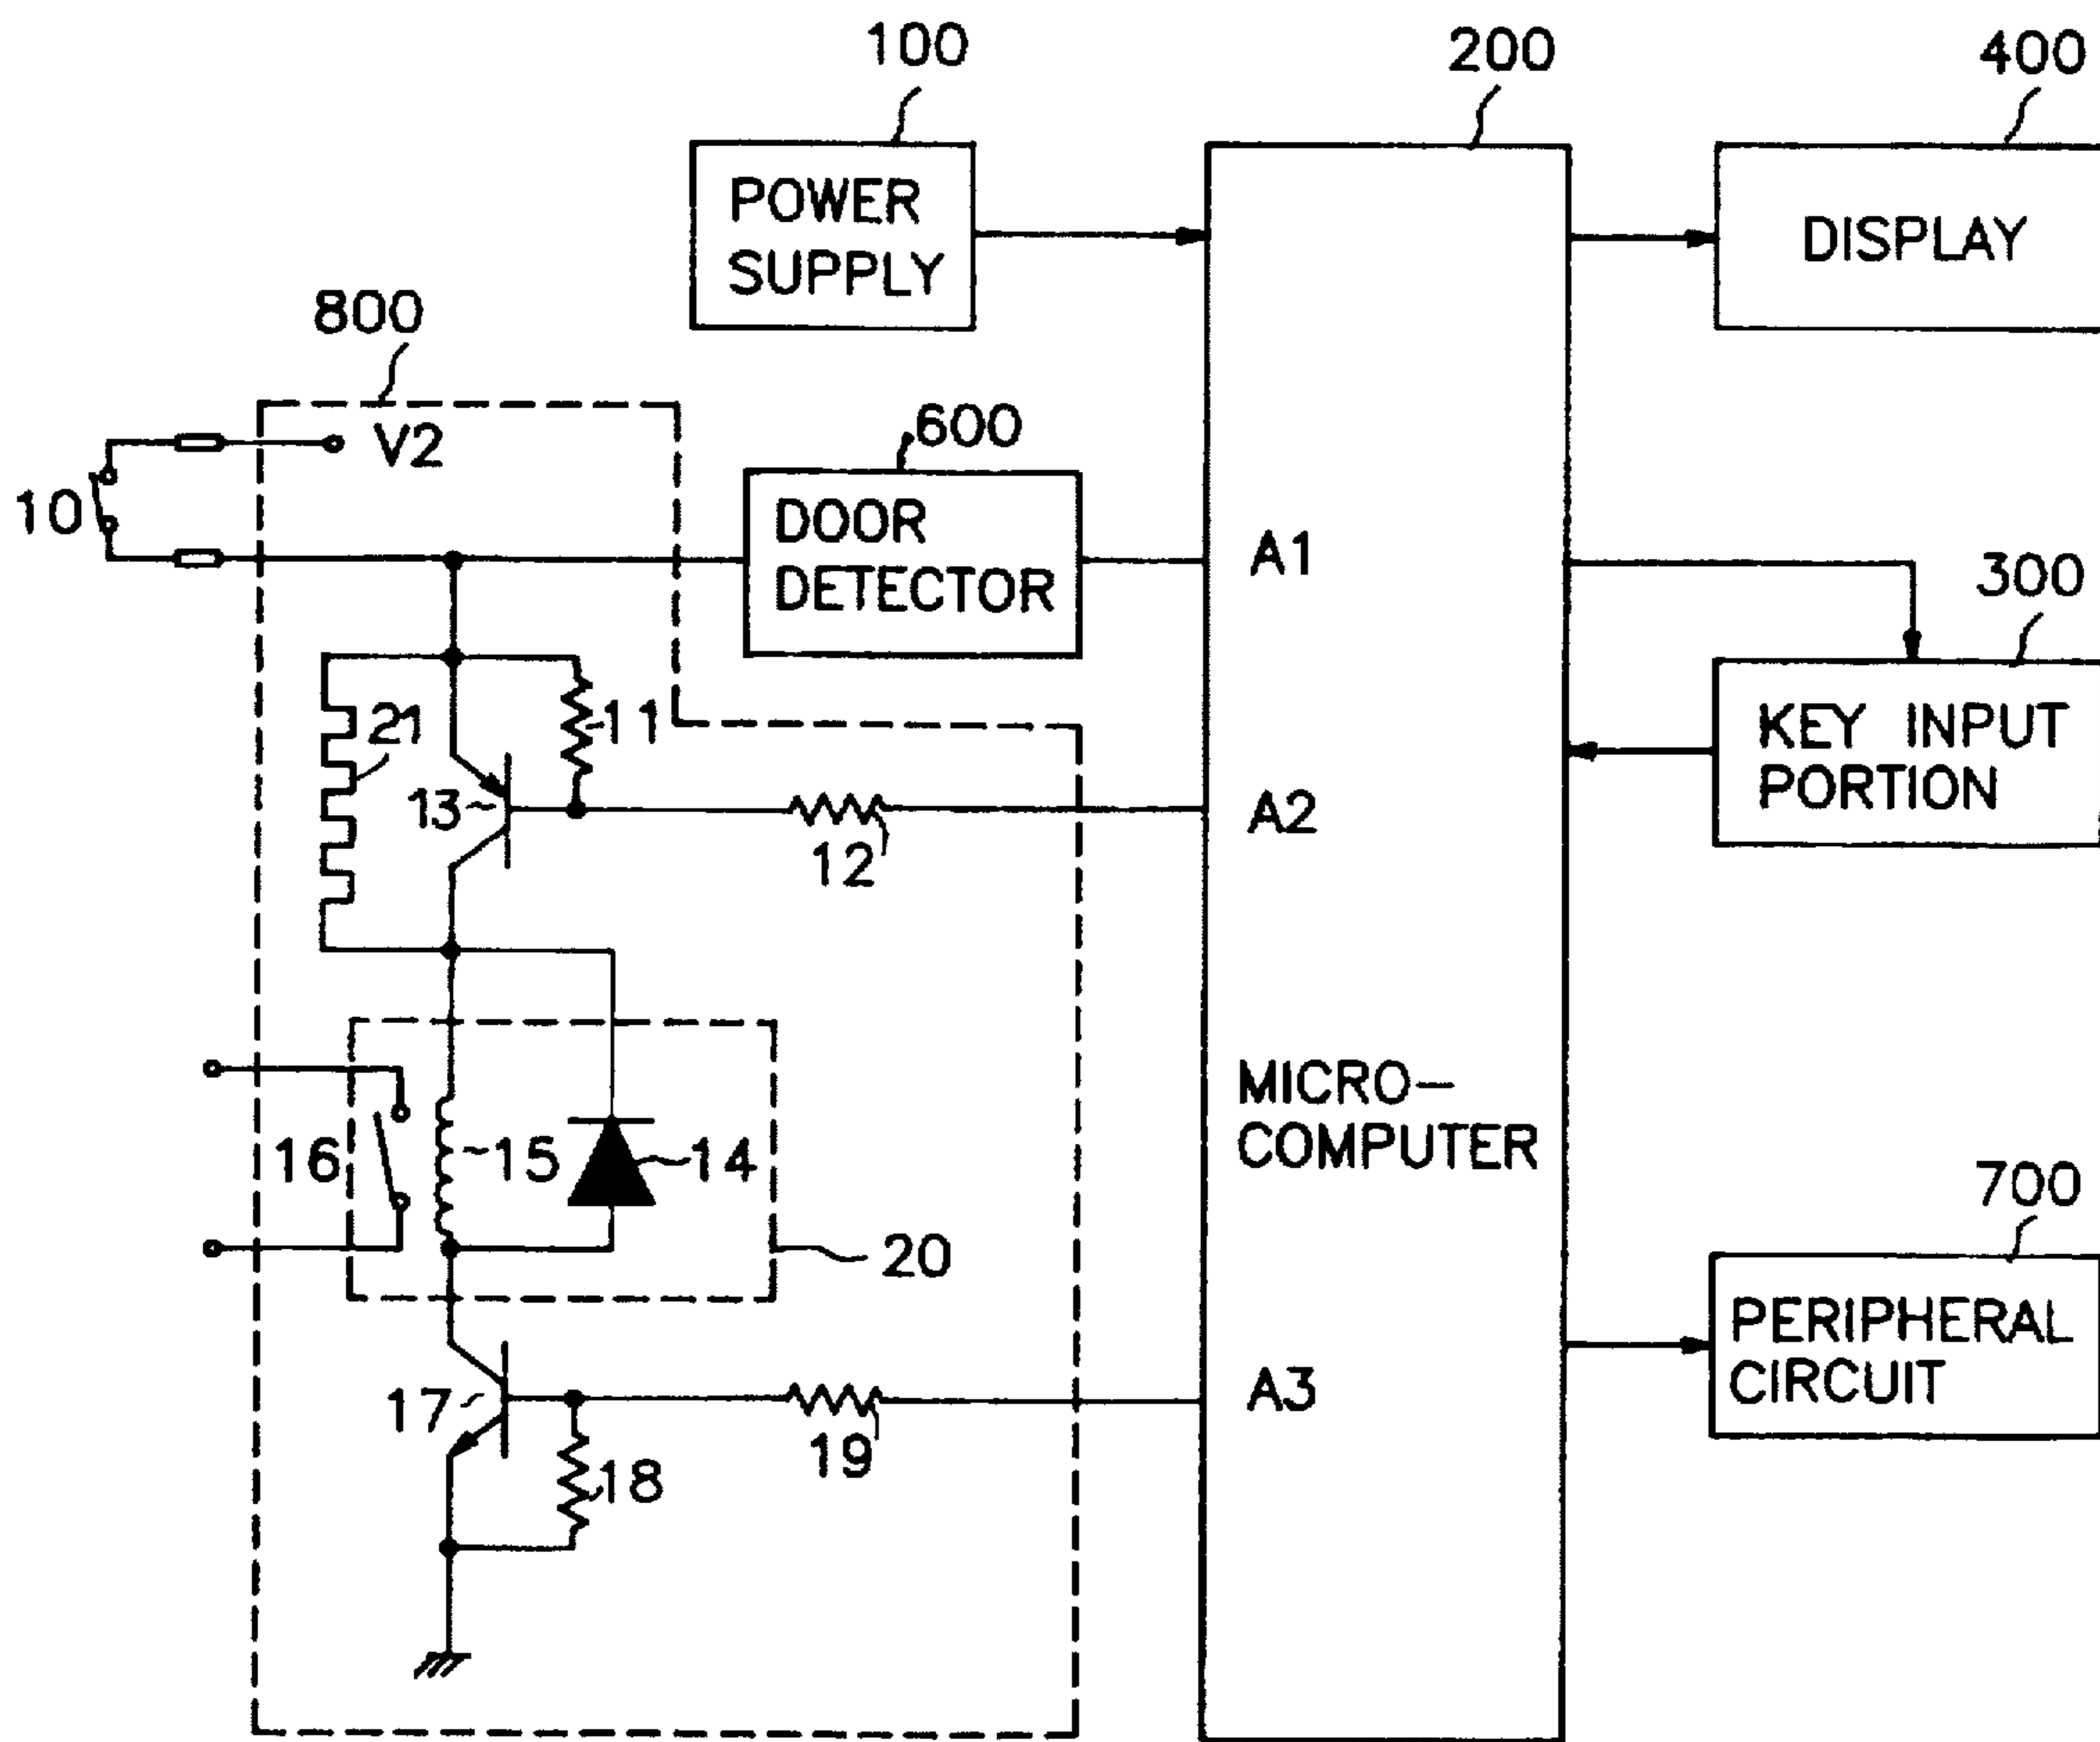 100
200
400
POWER
SUPPLY
DISPLAY
800
V2
600
10
DOOR
DETECTOR
A1
300
21
11
KEY INPUT
PORTION
13
A2
12
MICRO-
COMPUTER
16
15
14
700
20
PERIPHERAL
CIRCUIT
17
A3
19
18